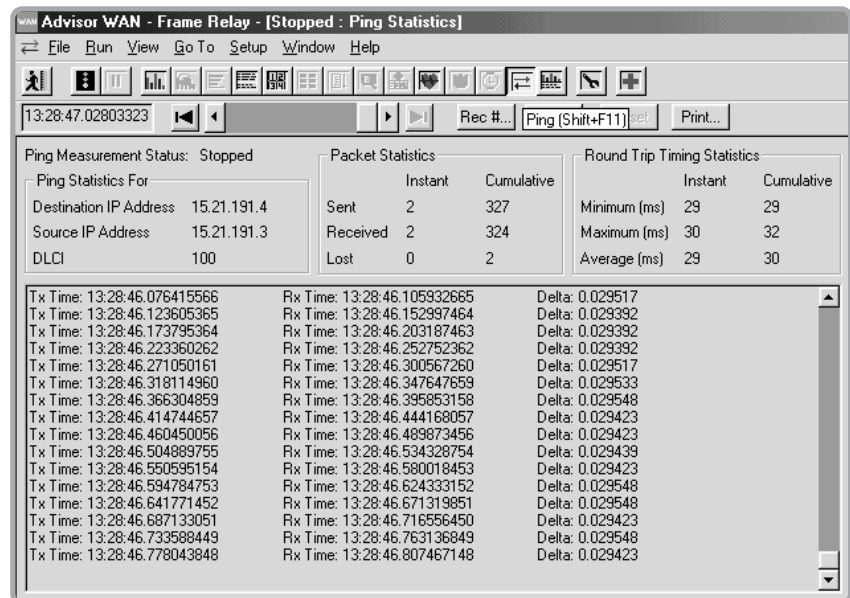 WAN Advisor WAN - Frame Relay - [Stopped : Ping Statistics]
File Run View Go To Setup Window Help
13:28:47.02803323 Rec #... Ping (Shift+F11) set Print...
Ping Measurement Status: Stopped
Ping Statistics For
Destination IP Address 15.21.191.4
Source IP Address 15.21.191.3
DLCI 100
Packet Statistics
Instant Cumulative
Sent 2 327
Received 2 324
Lost 0 2
Round Trip Timing Statistics
Instant Cumulative
Minimum (ms) 29 29
Maximum (ms) 30 32
Average (ms) 29 30
Tx Time: 13:28:46.076415566 Rx Time: 13:28:46.105932665 Delta: 0.029517
Tx Time: 13:28:46.123605365 Rx Time: 13:28:46.152997464 Delta: 0.029392
Tx Time: 13:28:46.173795364 Rx Time: 13:28:46.203187463 Delta: 0.029392
Tx Time: 13:28:46.223360262 Rx Time: 13:28:46.252752362 Delta: 0.029392
Tx Time: 13:28:46.271050161 Rx Time: 13:28:46.300567260 Delta: 0.029517
Tx Time: 13:28:46.318114960 Rx Time: 13:28:46.347647659 Delta: 0.029533
Tx Time: 13:28:46.366304859 Rx Time: 13:28:46.395853158 Delta: 0.029548
Tx Time: 13:28:46.414744657 Rx Time: 13:28:46.444168057 Delta: 0.029423
Tx Time: 13:28:46.460450056 Rx Time: 13:28:46.489873456 Delta: 0.029423
Tx Time: 13:28:46.504889755 Rx Time: 13:28:46.534328754 Delta: 0.029439
Tx Time: 13:28:46.550595154 Rx Time: 13:28:46.580018453 Delta: 0.029423
Tx Time: 13:28:46.594784753 Rx Time: 13:28:46.624333152 Delta: 0.029548
Tx Time: 13:28:46.641771452 Rx Time: 13:28:46.671319851 Delta: 0.029548
Tx Time: 13:28:46.687133051 Rx Time: 13:28:46.716556450 Delta: 0.029423
Tx Time: 13:28:46.733588449 Rx Time: 13:28:46.763136849 Delta: 0.029548
Tx Time: 13:28:46.778043848 Rx Time: 13:28:46.807467148 Delta: 0.029423